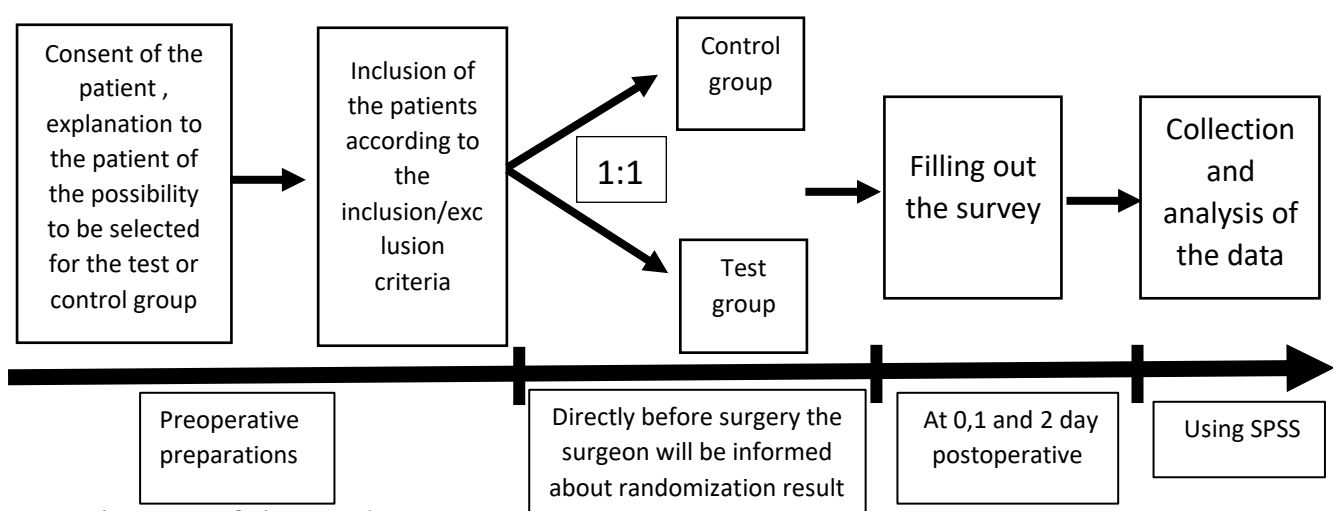 Consent of the
patient ,
explanation to
the patient of
the possibility
to be selected
for the test or
control group
Inclusion of
the patients
according to
the
inclusion/exc
lusion
criteria
1:1
Control
group
Test
group
Filling out
the survey
Collection
and
analysis of
the data
Preoperative
preparations
Directly before surgery the
surgeon will be informed
about randomization result
At 0,1 and 2 day
postoperative
Using SPSS